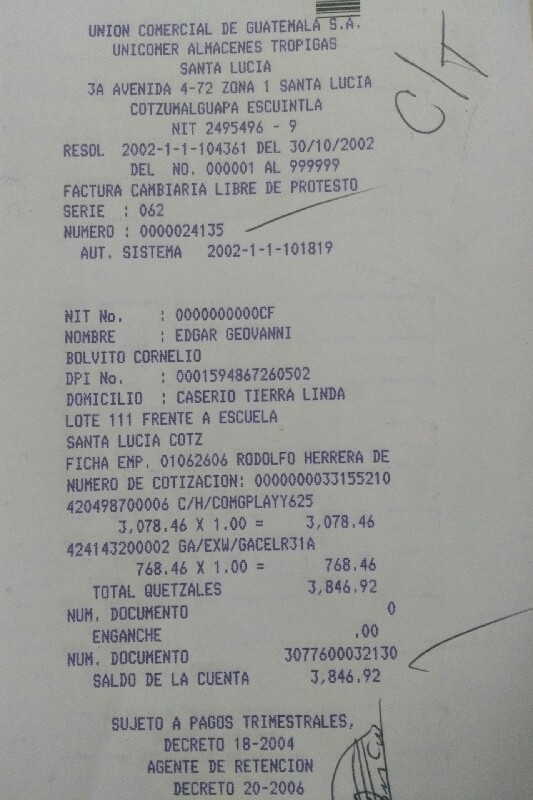 UNION COMERCIAL DE GUATEMALA S.A.
UNICOMER ALMACENES TROPIGAS
SANTA LUCIA
3A AVENIDA 4-72 ZONA 1 SANTA LUCIA
COTZUMALGUAPA ESCUINTLA
NIT 2495496 - 9
RESOL 2002-1-1-104361 DEL 30/10/2002
DEL NO. 000001 AL 999999
FACTURA CAMBIARIA LIBRE DE PROTESTO
SERIE : 062
NUMERO : 0000024135
AUT. SISTEMA 2002-1-1-101819
C/T
NIT No. : 0000000000CF
NOMBRE : EDGAR GEOVANNI
BOLVITO CORNELIO
DPI No. : 0001594867260502
DOMICILIO : CASERIO TIERRA LINDA
LOTE 111 FRENTE A ESCUELA
SANTA LUCIA COTZ
FICHA EMP. 01062606 RODOLFO HERRERA DE
NUMERO DE COTIZACION: 0000000033155210
420498700006 C/H/COMGPLAYY625
3,078.46 X 1.00 = 3,078.46
424143200002 GA/EXW/GACELR31A
768.46 X 1.00 = 768.46
TOTAL QUETZALES 3,846.92
NUM. DOCUMENTO 0
ENGANCHE .00
NUM. DOCUMENTO 3077600032130
SALDO DE LA CUENTA 3,846.92
SUJETO A PAGOS TRIMESTRALES,
DECRETO 18-2004
AGENTE DE RETENCION
DECRETO 20-2006